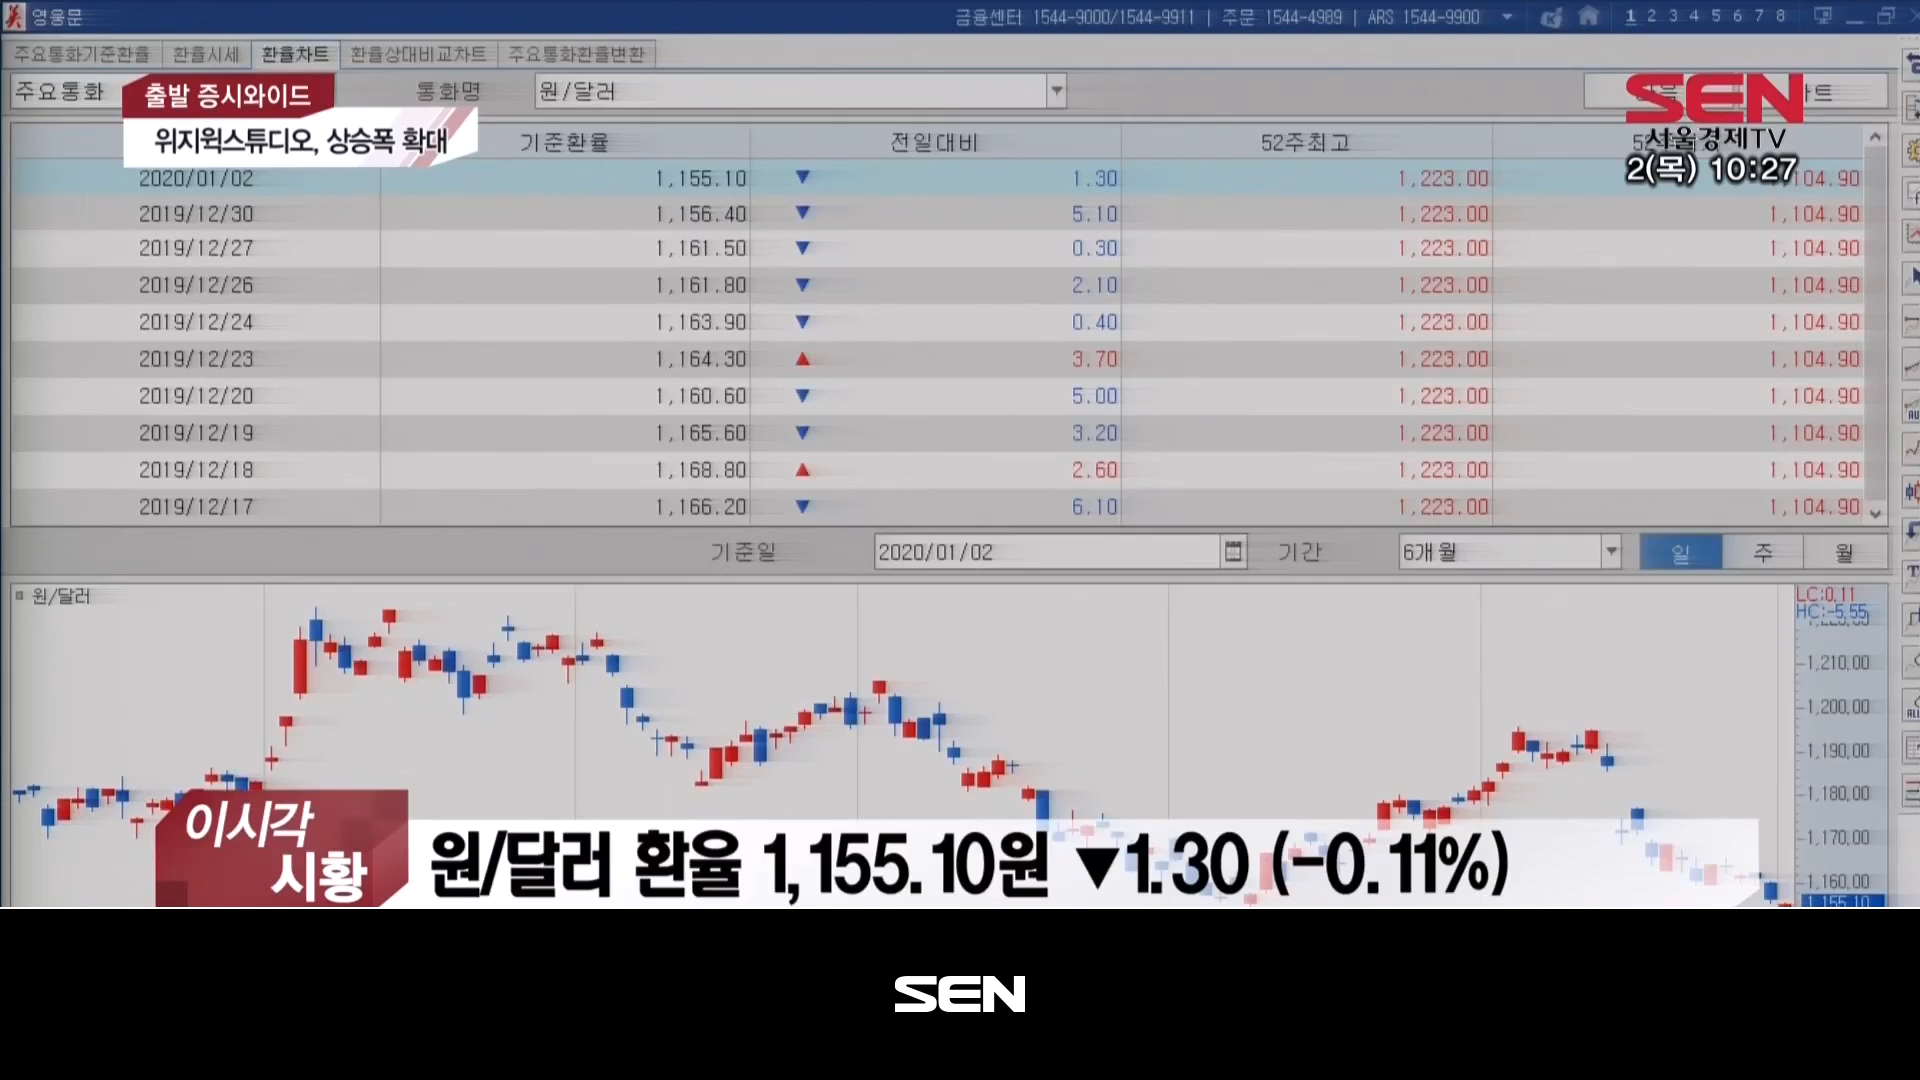 영웅문
금융센터 1544-9000/1544-9911 | 주문 1544-4989 | ARS 1544-9900
1 2 3 4 5 6 7 8
주요통화기준환율 환율시세 환율차트 환율상대비교차트 주요통화환율변환
주요통화 통화명 원/달러
출발 증시와이드
위지윅스튜디오, 상승폭 확대
SEN
서울경제TV
2(목) 10:27
기준환율 전일대비 52주최고
2020/01/02 1,155.10 ▼ 1.30 1,223.00 104.90
2019/12/30 1,156.40 ▼ 5.10 1,223.00 1,104.90
2019/12/27 1,161.50 ▼ 0.30 1,223.00 1,104.90
2019/12/26 1,161.80 ▼ 2.10 1,223.00 1,104.90
2019/12/24 1,163.90 ▼ 0.40 1,223.00 1,104.90
2019/12/23 1,164.30 ▲ 3.70 1,223.00 1,104.90
2019/12/20 1,160.60 ▼ 5.00 1,223.00 1,104.90
2019/12/19 1,165.60 ▼ 3.20 1,223.00 1,104.90
2019/12/18 1,168.80 ▲ 2.60 1,223.00 1,104.90
2019/12/17 1,166.20 ▼ 6.10 1,223.00 1,104.90
기준일 2020/01/02 기간 6개월 일 주 월
원/달러
LC:0.11
HC:-5.55
1,210.00
1,200.00
1,190.00
1,180.00
1,170.00
1,160.00
1,155.10
이시각
시황
원/달러 환율 1,155.10원 ▼1.30 (-0.11%)
SEN